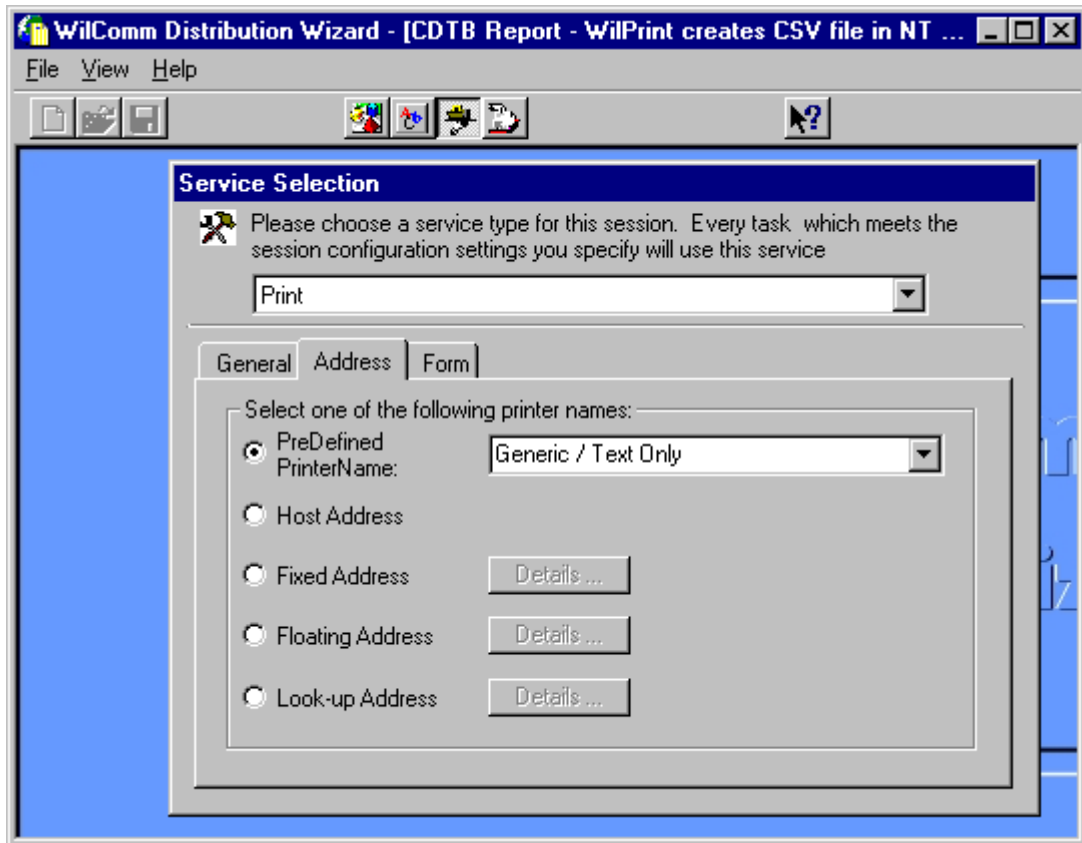 WilComm Distribution Wizard - [CDTB Report - WilPrint creates CSV file in NT ...
File View Help
Service Selection
Please choose a service type for this session. Every task which meets the
session configuration settings you specify will use this service
Print
General Address Form
Select one of the following printer names:
PreDefined
PrinterName:
Generic / Text Only
Host Address
Fixed Address Details ...
Floating Address Details ...
Look-up Address Details ...